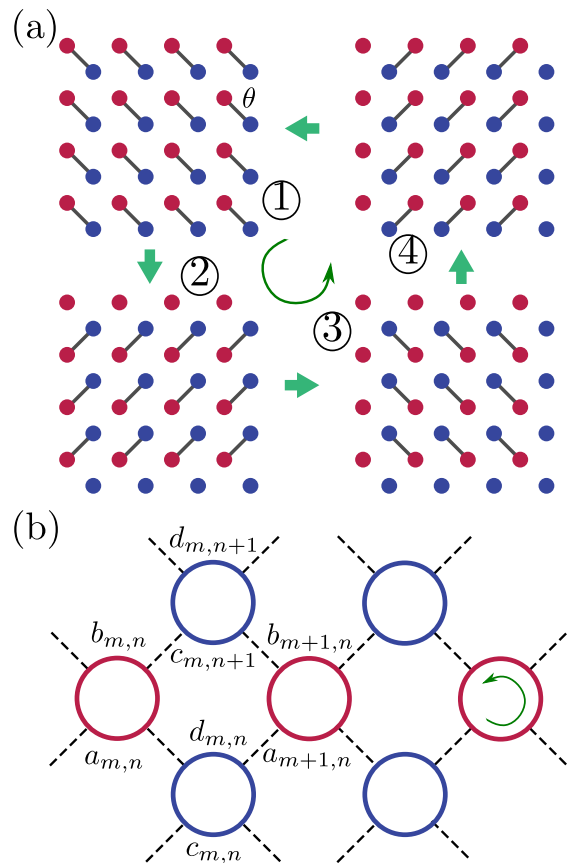 (a)
θ
①
②
④
③
(b)
d_{m,n+1}
b_{m,n}
b_{m+1,n}
c_{m,n+1}
d_{m,n}
a_{m,n}
a_{m+1,n}
c_{m,n}